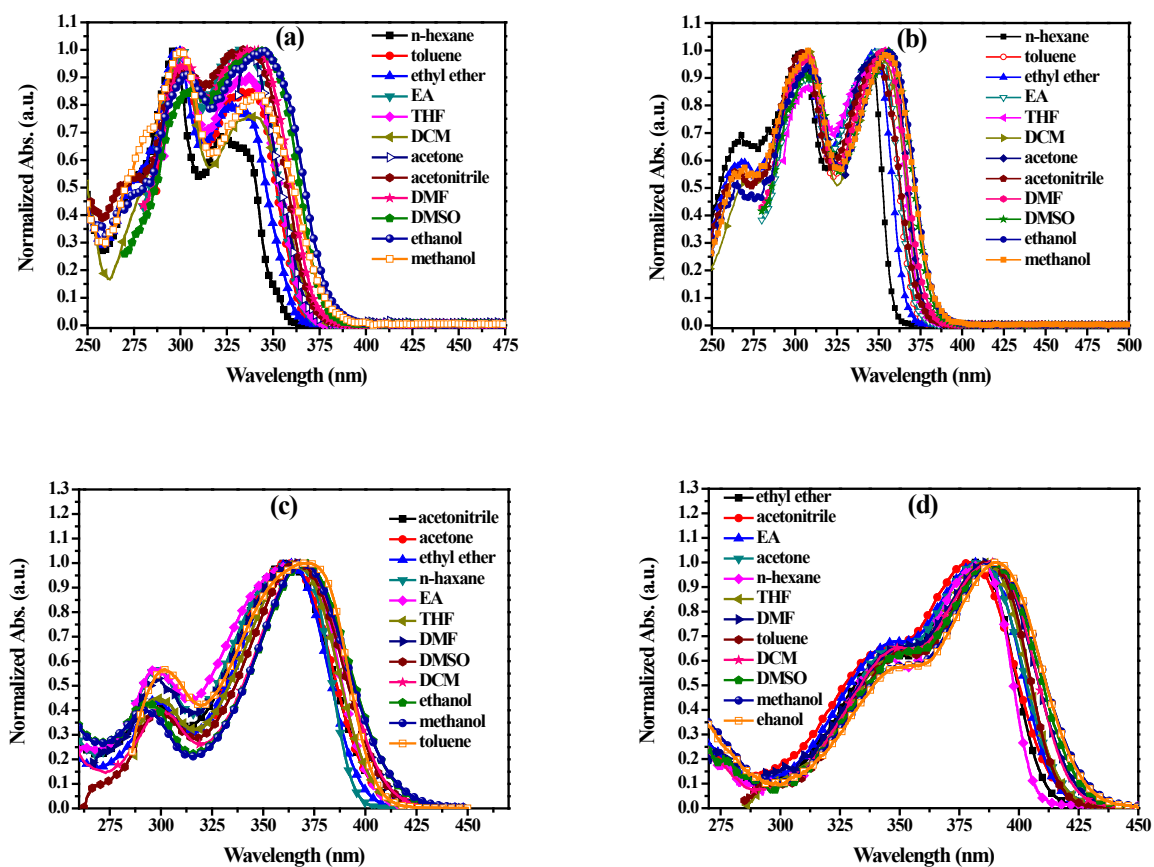 (a)
1.1
1.0
0.9
0.8
0.7
0.6
0.5
0.4
0.3
0.2
0.1
0.0
Normalized Abs. (a.u.)
n-hexane
toluene
ethyl ether
EA
THF
DCM
acetone
acetonitrile
DMF
DMSO
ethanol
methanol
250 275 300 325 350 375 400 425 450 475
Wavelength (nm)
(b)
1.1
1.0
0.9
0.8
0.7
0.6
0.5
0.4
0.3
0.2
0.1
0.0
Normalized Abs. (a.u.)
n-hexane
toluene
ethyl ether
EA
THF
DCM
acetone
acetonitrile
DMF
DMSO
ethanol
methanol
250 275 300 325 350 375 400 425 450 475 500
Wavelength (nm)
(c)
1.3
1.2
1.1
1.0
0.9
0.8
0.7
0.6
0.5
0.4
0.3
0.2
0.1
0.0
Normalized Abs. (a.u.)
acetonitrile
acetone
ethyl ether
n-haxane
EA
THF
DMF
DMSO
DCM
ethanol
methanol
toluene
275 300 325 350 375 400 425 450
Wavelength (nm)
(d)
1.3
1.2
1.1
1.0
0.9
0.8
0.7
0.6
0.5
0.4
0.3
0.2
0.1
0.0
Normalized Abs. (a.u.)
ethyl ether
acetonitrile
EA
acetone
n-hexane
THF
DMF
toluene
DCM
DMSO
methanol
ehanol
275 300 325 350 375 400 425 450
Wavelength (nm)